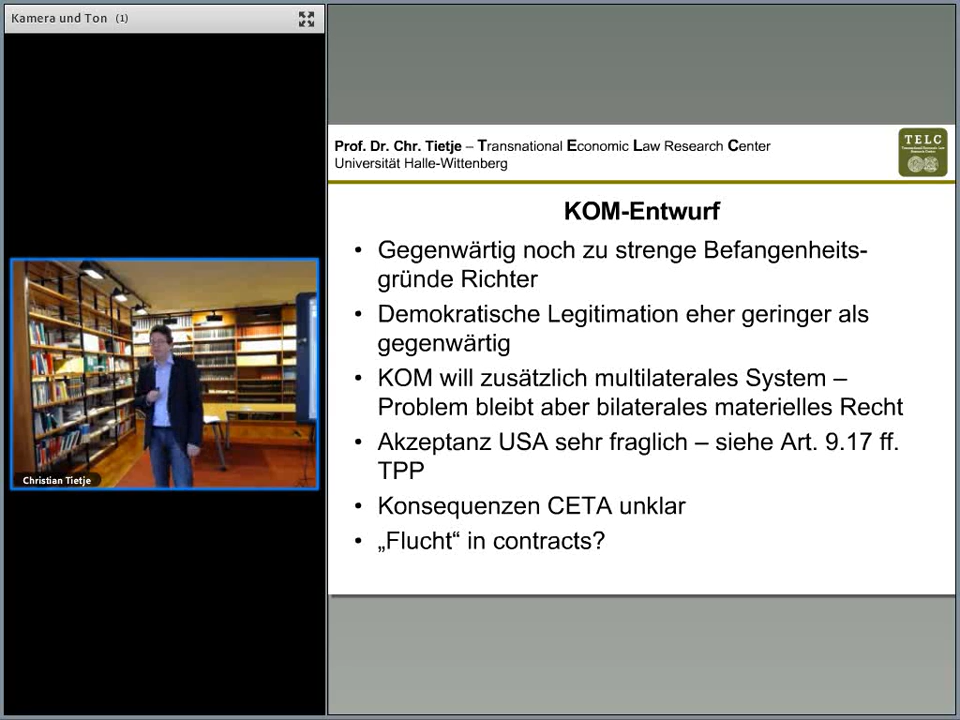 Kamera und Ton (1)
Prof. Dr. Chr. Tietje – Transnational Economic Law Research Center
Universität Halle-Wittenberg
TELC
KOM-Entwurf
• Gegenwärtig noch zu strenge Befangenheits-
gründe Richter
• Demokratische Legitimation eher geringer als
gegenwärtig
• KOM will zusätzlich multilaterales System –
Problem bleibt aber bilaterales materielles Recht
• Akzeptanz USA sehr fraglich – siehe Art. 9.17 ff.
TPP
• Konsequenzen CETA unklar
• „Flucht“ in contracts?
Christian Tietje